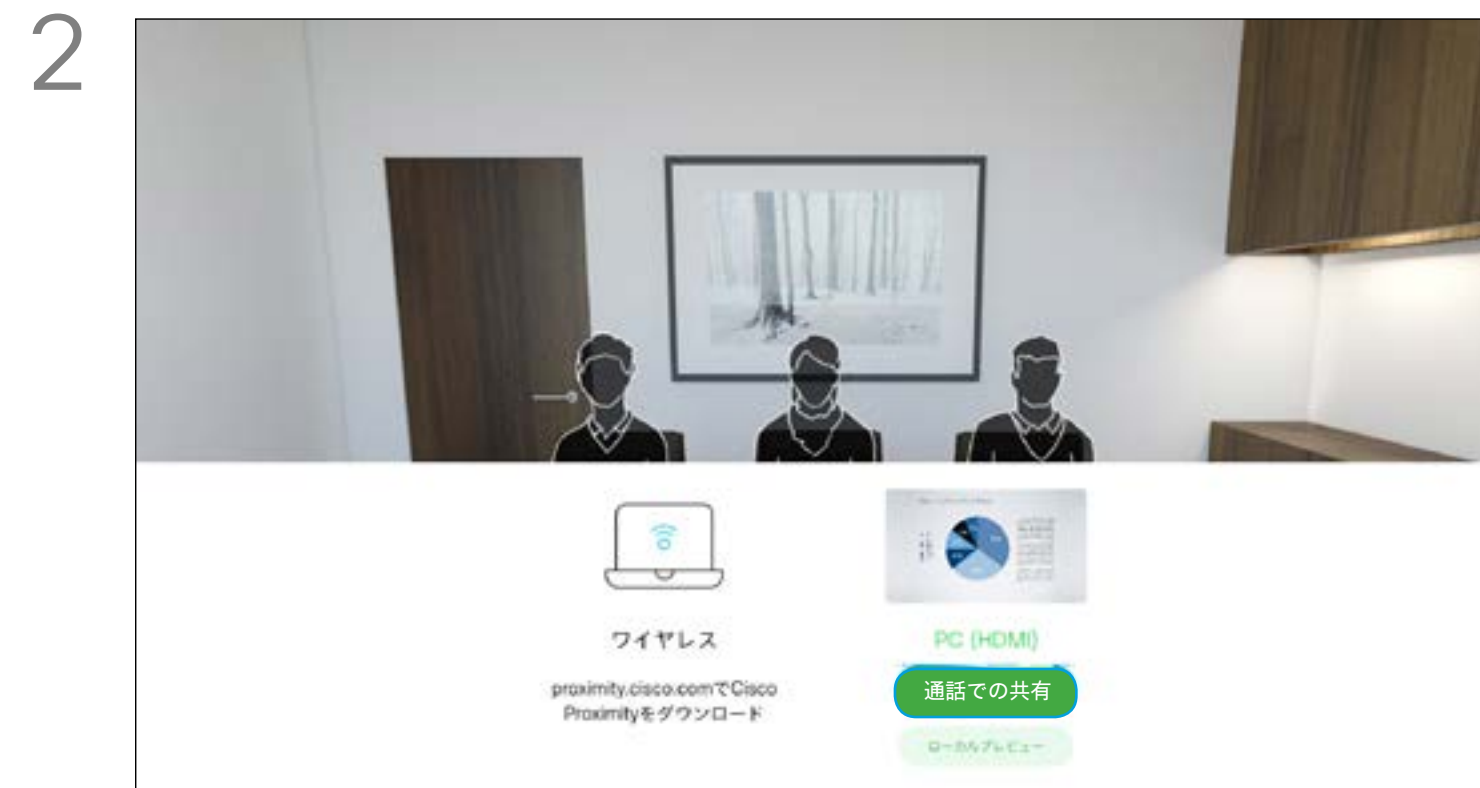 2
ワイヤレス
proximity.cisco.comでCisco
Proximityをダウンロード
PC (HDMI)
通話での共有
ローカルプレビュー